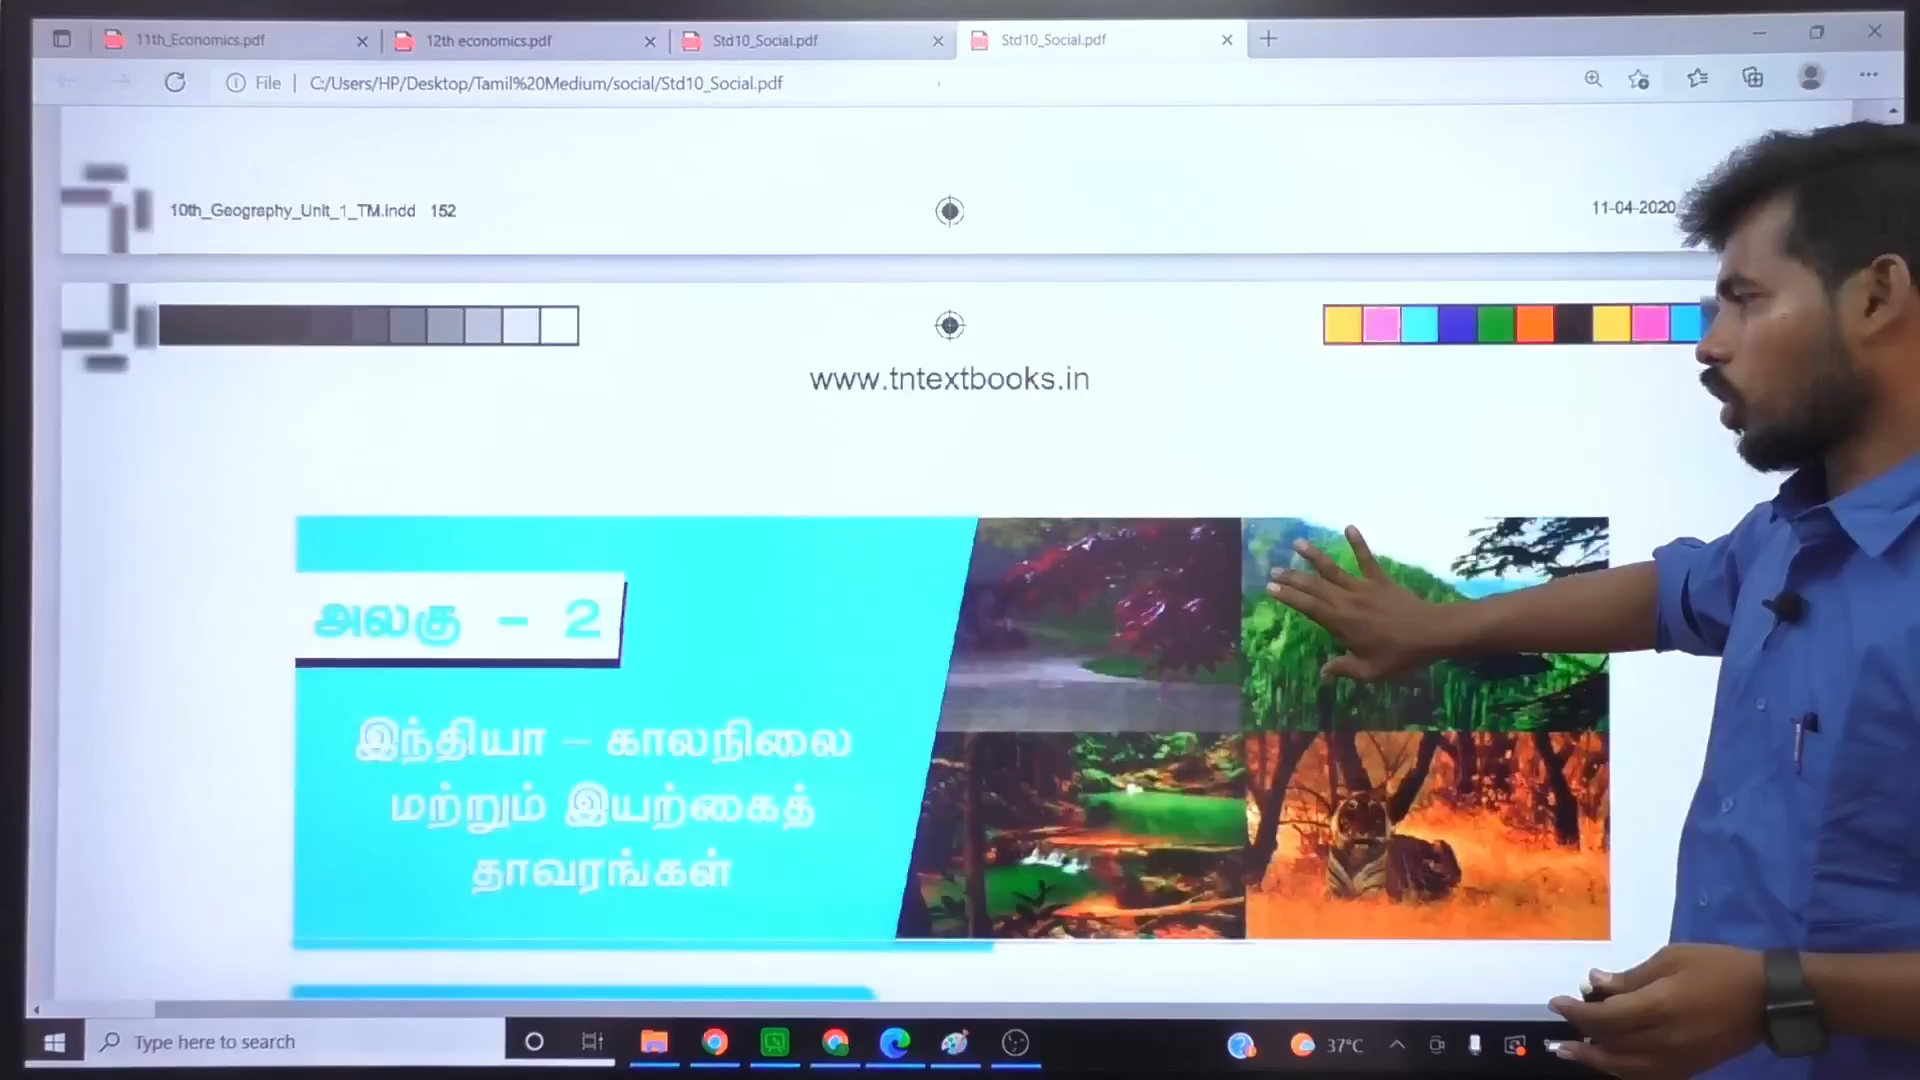 11th_Economics.pdf
12th economics.pdf
Std10_Social.pdf
Std10_Social.pdf
File | C:/Users/HP/Desktop/Tamil%20Medium/social/Std10_Social.pdf
10th_Geography_Unit_1_TM.indd 152
11-04-2020
www.tntextbooks.in
அலகு - 2
இந்தியா – காலநிலை
மற்றும் இயற்கைத்
தாவரங்கள்
Type here to search
37°C